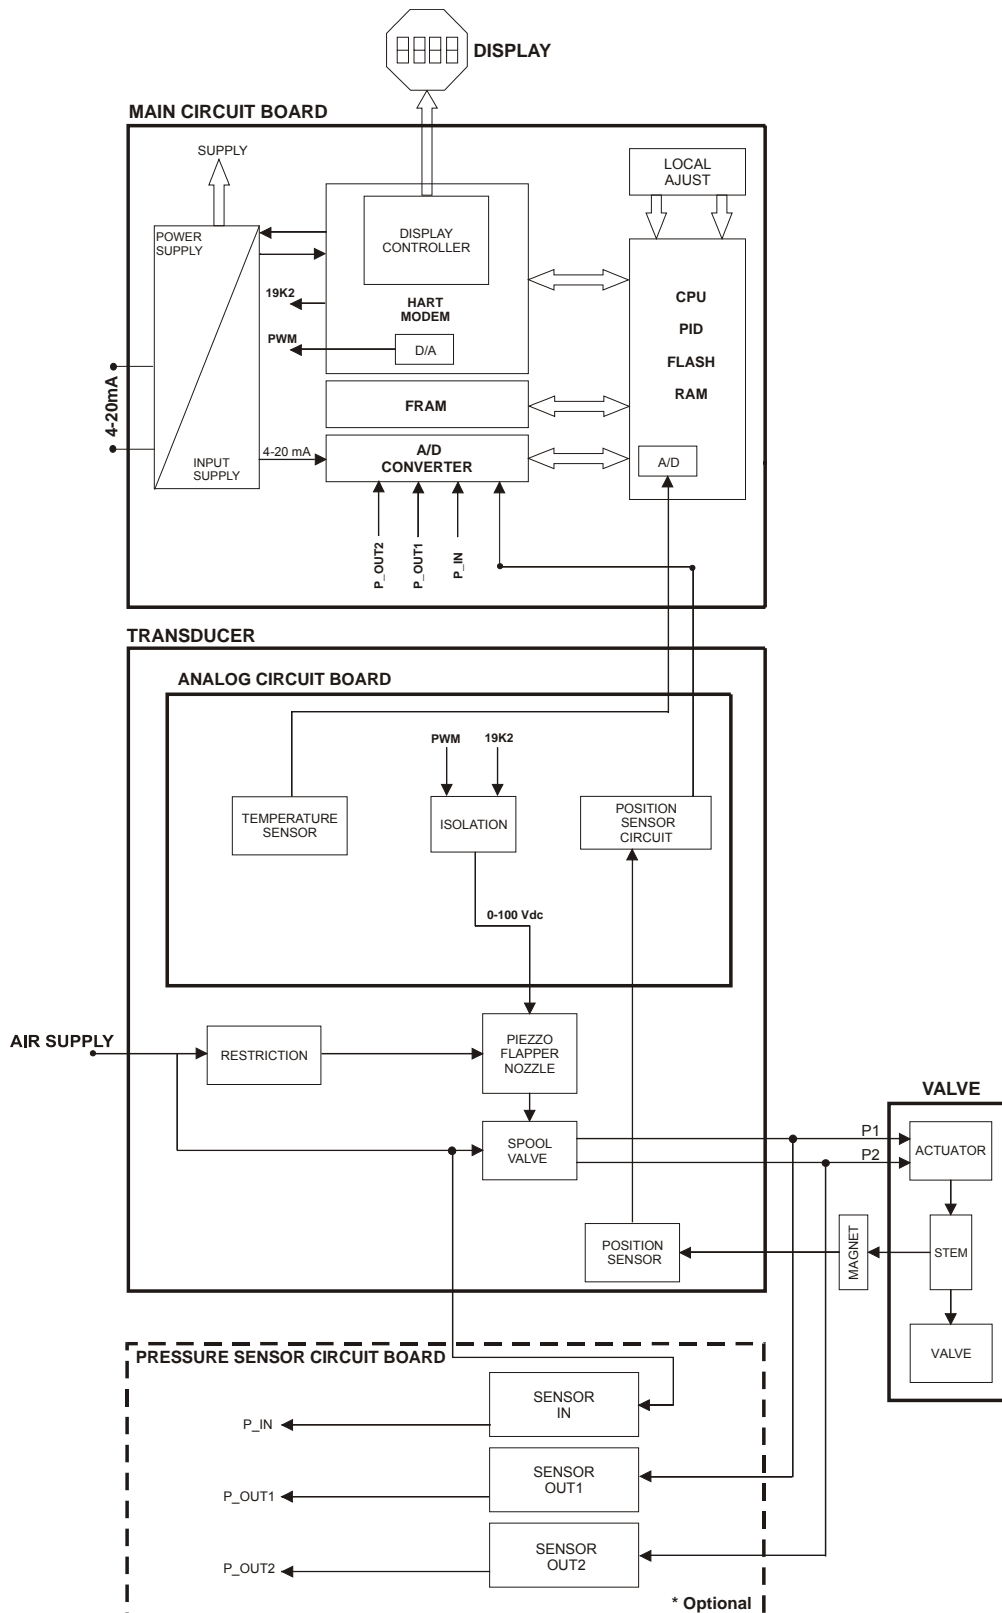 DISPLAY
MAIN CIRCUIT BOARD
SUPPLY
LOCAL
AJUST
POWER
SUPPLY
DISPLAY
CONTROLLER
19K2
HART
MODEM
CPU
PID
FLASH
RAM
PWM
D/A
4-20mA
FRAM
INPUT
SUPPLY
4-20 mA
A/D
CONVERTER
A/D
P_OUT2
P_OUT1
P_IN
TRANSDUCER
ANALOG CIRCUIT BOARD
PWM
19K2
TEMPERATURE
SENSOR
ISOLATION
POSITION
SENSOR
CIRCUIT
0-100 Vdc
AIR SUPPLY
RESTRICTION
PIEZZO
FLAPPER
NOZZLE
VALVE
SPOOL
VALVE
P1
P2
ACTUATOR
POSITION
SENSOR
MAGNET
STEM
VALVE
PRESSURE SENSOR CIRCUIT BOARD
SENSOR
IN
P_IN
SENSOR
OUT1
P_OUT1
SENSOR
OUT2
P_OUT2
* Optional